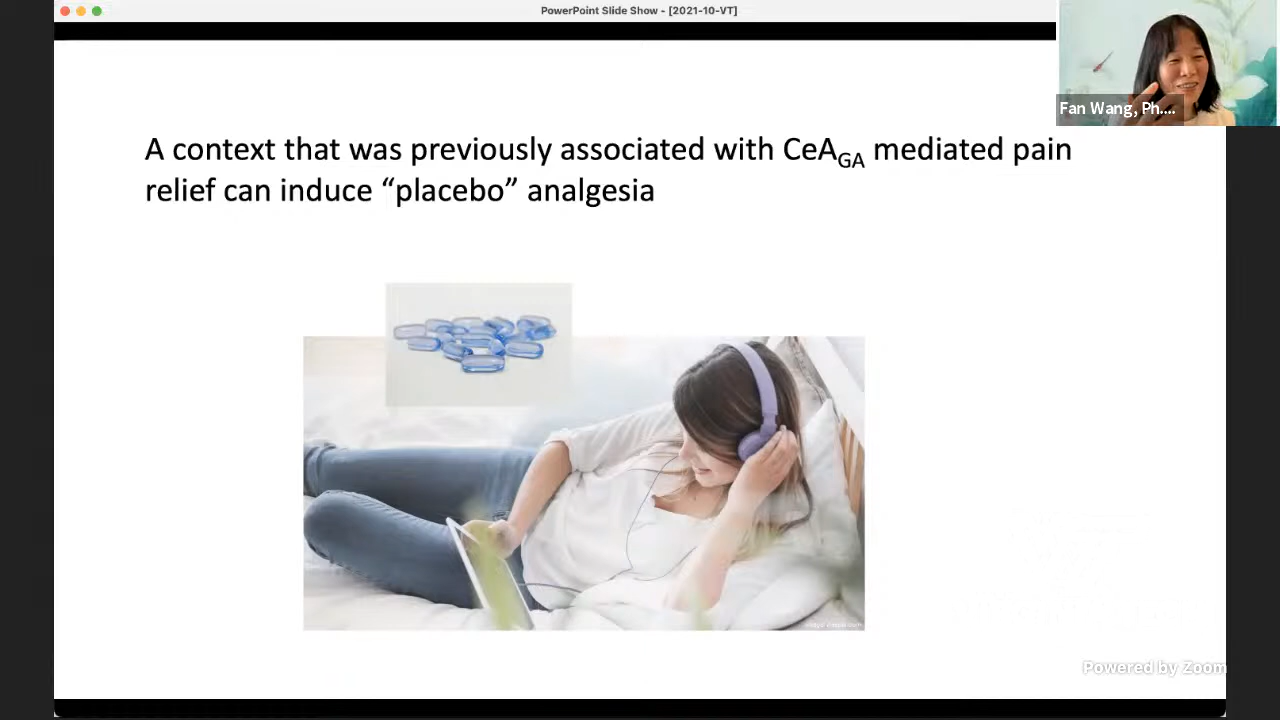 PowerPoint Slide Show - [2021-10-VT]
Fan Wang, Ph....
A context that was previously associated with CeAGA mediated pain
relief can induce “placebo” analgesia
Powered by Zoom